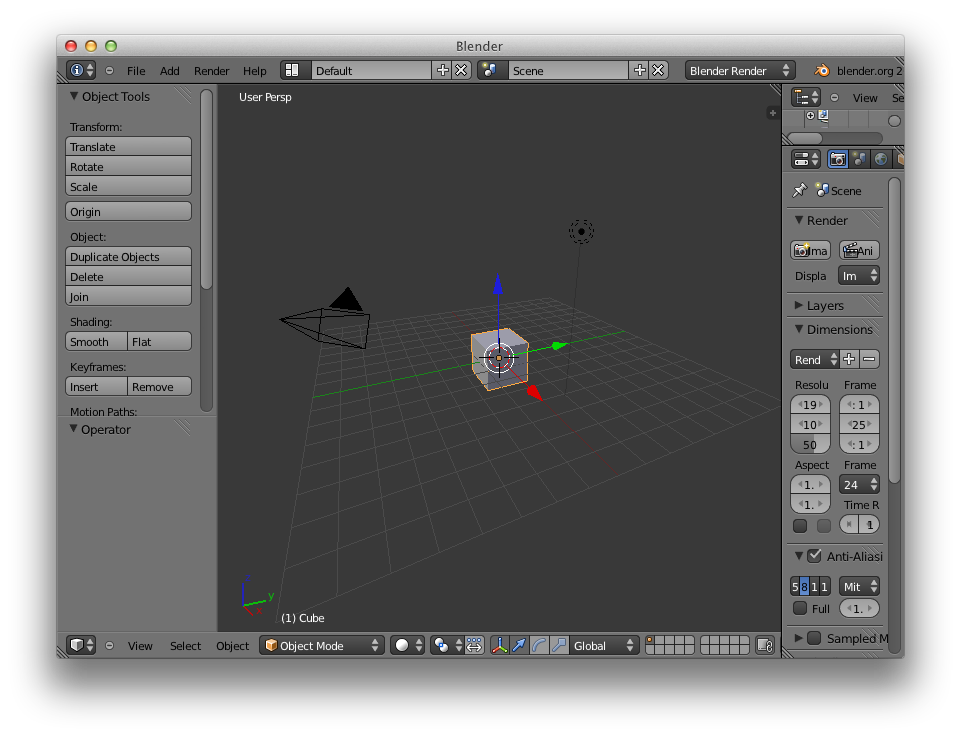 Blender
File Add Render Help Default Scene Blender Render blender.org 2
Object Tools
Transform:
Translate
Rotate
Scale
Origin
Object:
Duplicate Objects
Delete
Join
Shading:
Smooth Flat
Keyframes:
Insert Remove
Motion Paths:
Operator
User Persp
z
y
x
(1) Cube
View Select Object Object Mode Global
View Se
Scene
Render
Ima Ani
Displa Im
Layers
Dimensions
Rend
Resolu Frame
19 : 1
10 25
50 : 1
Aspect Frame
1. 24
1. Time R
1
Anti-Aliasi
5 8 1 1 Mit
Full 1.
Sampled M